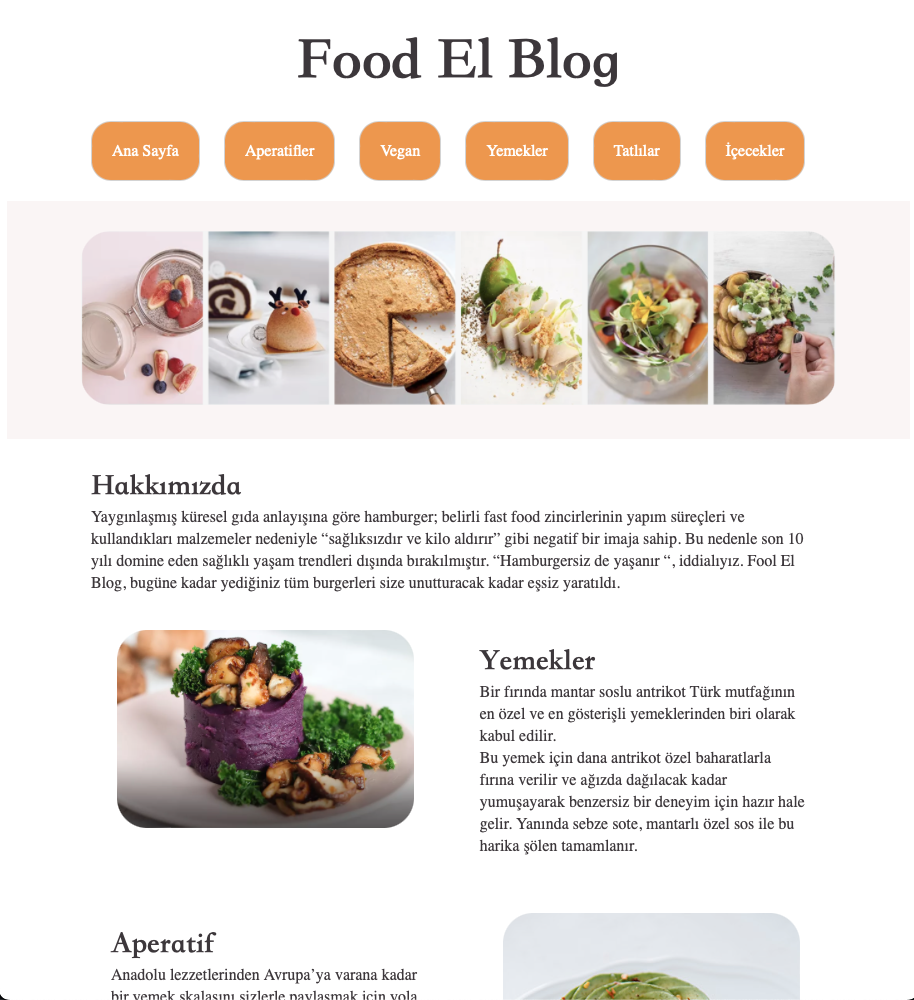 Food El Blog
Ana Sayfa
Aperatifler
Vegan
Yemekler
Tatlılar
İçecekler
Hakkımızda
Yaygınlaşmış küresel gıda anlayışına göre hamburger; belirli fast food zincirlerinin yapım süreçleri ve
kullandıkları malzemeler nedeniyle “sağlıksızdır ve kilo aldırır” gibi negatif bir imaja sahip. Bu nedenle son 10
yılı domine eden sağlıklı yaşam trendleri dışında bırakılmıştır. “Hamburgersiz de yaşanır “, iddialıyız. Fool El
Blog, bugüne kadar yediğiniz tüm burgerleri size unutturacak kadar eşsiz yaratıldı.
Yemekler
Bir fırında mantar soslu antrikot Türk mutfağının
en özel ve en gösterişli yemeklerinden biri olarak
kabul edilir.
Bu yemek için dana antrikot özel baharatlarla
fırına verilir ve ağızda dağılacak kadar
yumuşayarak benzersiz bir deneyim için hazır hale
gelir. Yanında sebze sote, mantarlı özel sos ile bu
harika şölen tamamlanır.
Aperatif
Anadolu lezzetlerinden Avrupa’ya varana kadar
bir yemek skalasını sizlerle paylaşmak için yola